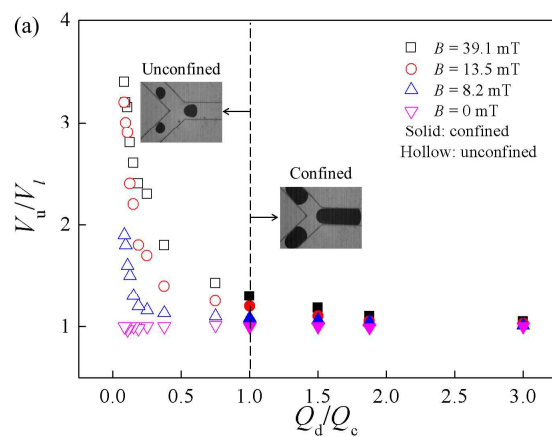 (a)
4
3
2
1
V_u/V_l
Unconfined
Confined
B = 39.1 mT
B = 13.5 mT
B = 8.2 mT
B = 0 mT
Solid: confined
Hollow: unconfined
0.0 0.5 1.0 1.5 2.0 2.5 3.0
Q_d/Q_c